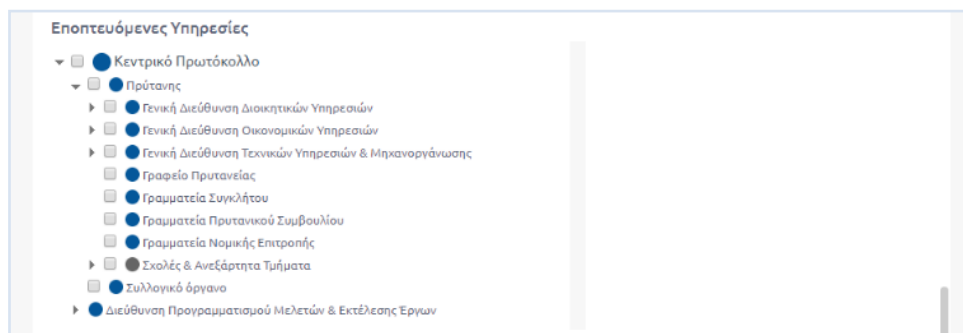 Εποπτευόμενες Υπηρεσίες
Κεντρικό Πρωτόκολλο
Πρύτανης
Γενική Διεύθυνση Διοικητικών Υπηρεσιών
Γενική Διεύθυνση Οικονομικών Υπηρεσιών
Γενική Διεύθυνση Τεχνικών Υπηρεσιών & Μηχανοργάνωσης
Γραφείο Πρυτανείας
Γραμματεία Συγκλήτου
Γραμματεία Πρυτανικού Συμβουλίου
Γραμματεία Νομικής Επιτροπής
Σχολές & Ανεξάρτητα Τμήματα
Συλλογικό όργανο
Διεύθυνση Προγραμματισμού Μελετών & Εκτέλεσης Έργων